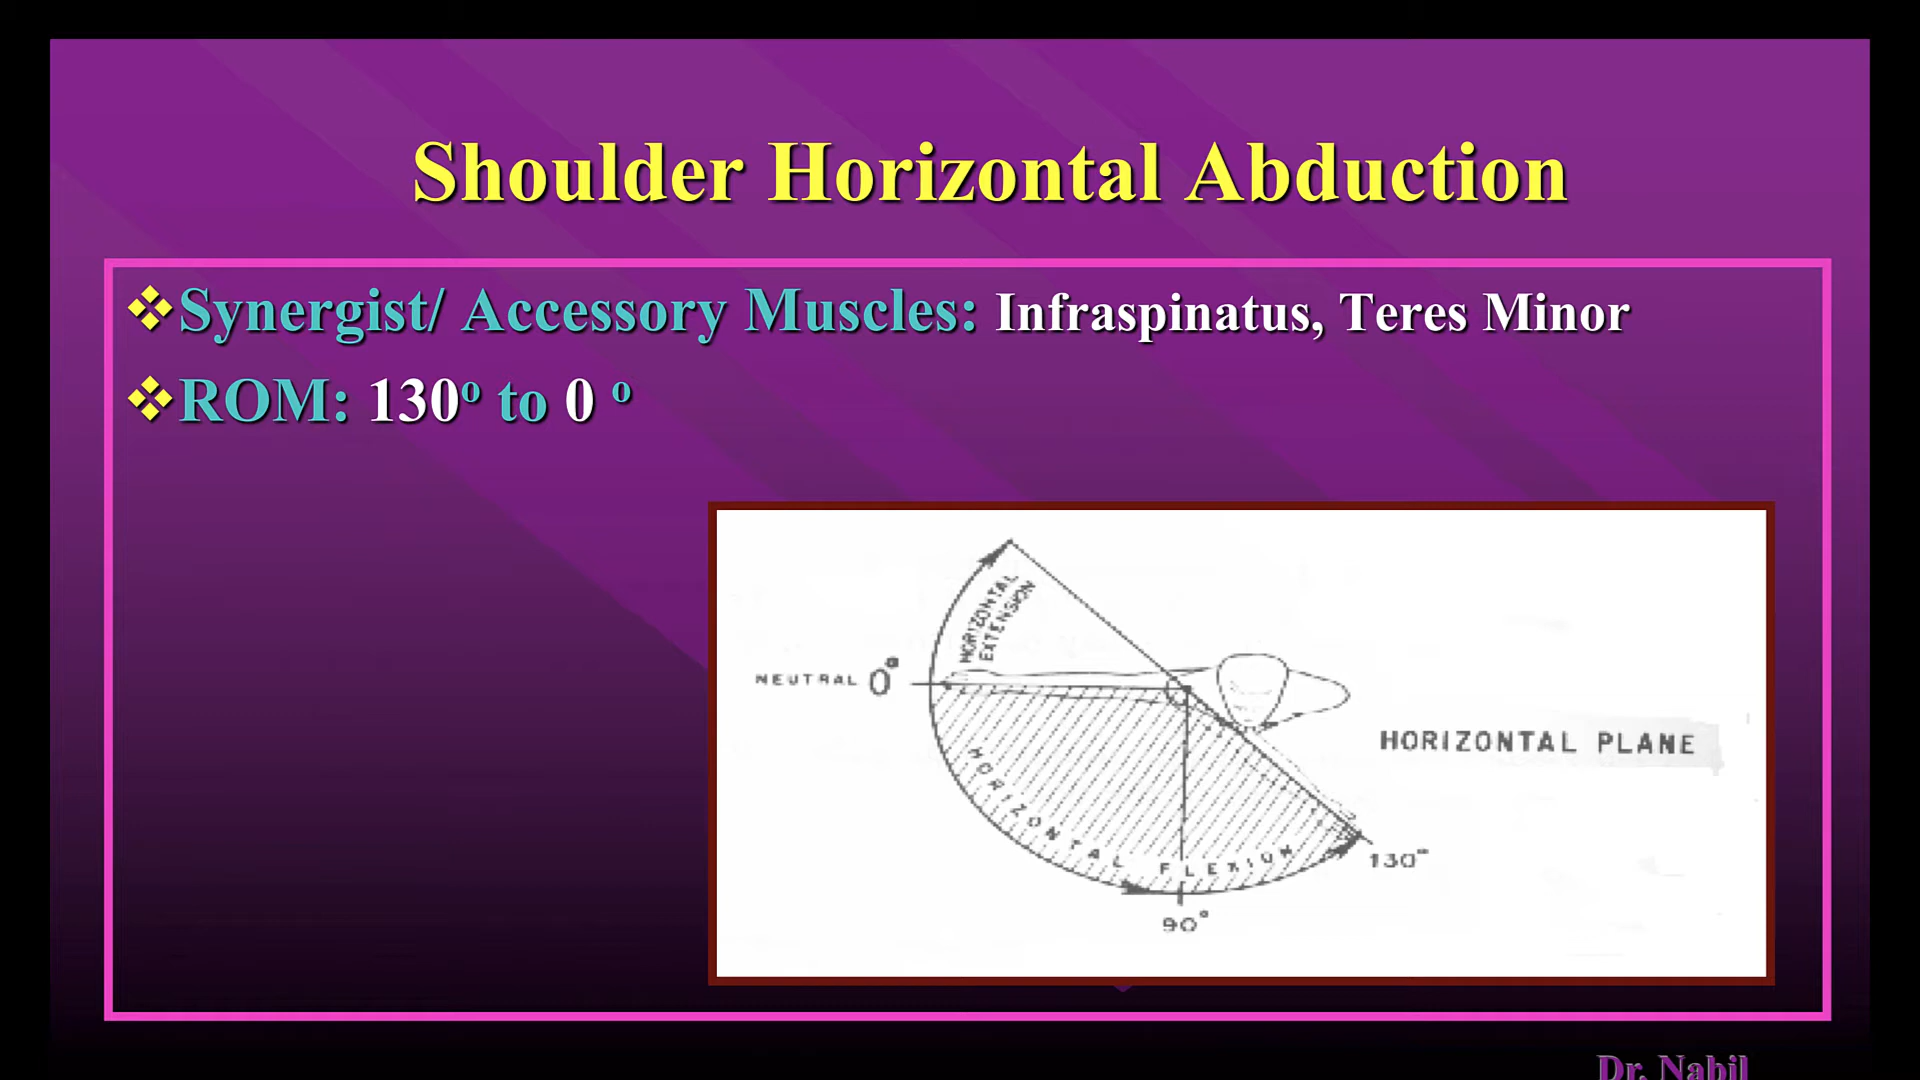 Shoulder Horizontal Abduction
❖Synergist/ Accessory Muscles: Infraspinatus, Teres Minor
❖ROM: 130º to 0 º
HORIZONTAL
EXTENSION
NEUTRAL 0°
HORIZONTAL PLANE
HORIZONTAL FLEXION
130°
90°
Dr. Nabil